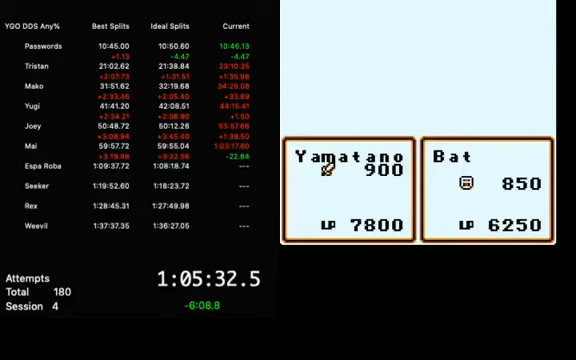 YGO DDS Any% Best Splits Ideal Splits Current
Passwords 10:45.00 10:50.60 10:46.13
+1.13 -4.47 -4.47
Tristan 21:02.62 21:38.84 23:10.35
+2:07.73 +1:31.51 +1:35.98
Mako 31:51.62 32:19.68 34:25.08
+2:33.46 +2:05.40 +33.89
Yugi 41:41.20 42:08.51 44:15.41
+2:34.21 +2:06.90 +1.50
Joey 50:48.72 50:12.26 53:57.66
+3:08.94 +3:45.40 +1:38.50
Mai 59:57.72 59:55.04 1:03:17.60
+3:19.88 +3:22.56 -22.84
Espa Roba 1:09:37.72 1:08:18.74 ---
Seeker 1:19:52.60 1:18:23.72 ---
Rex 1:28:45.31 1:27:49.98 ---
Weevil 1:37:37.35 1:36:27.05 ---
Attempts
Total 180
Session 4
1:05:32.5
-6:08.8
Yamatano
900
LP 7800
Bat
850
LP 6250